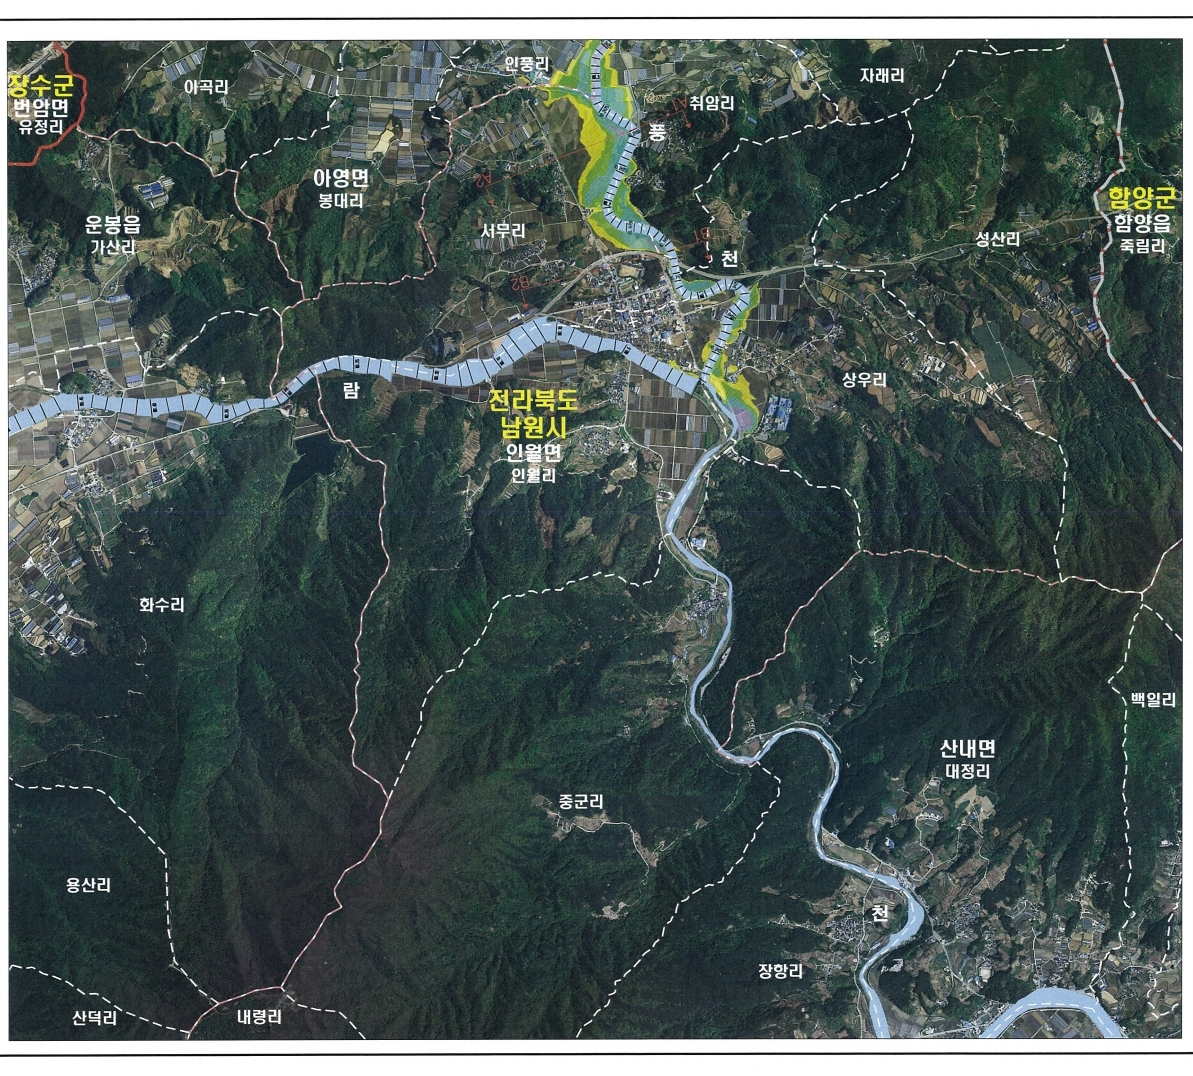 인풍리
자래리
장수군
번암면
유정리
아곡리
취암리
풍
아영면
봉대리
A2
함양군
함양읍
죽림리
운봉읍
가산리
서무리
성산리
천
B2
람
상우리
전라북도
남원시
인월면
인월리
화수리
백일리
산내면
대정리
중군리
용산리
천
장항리
산덕리
내령리